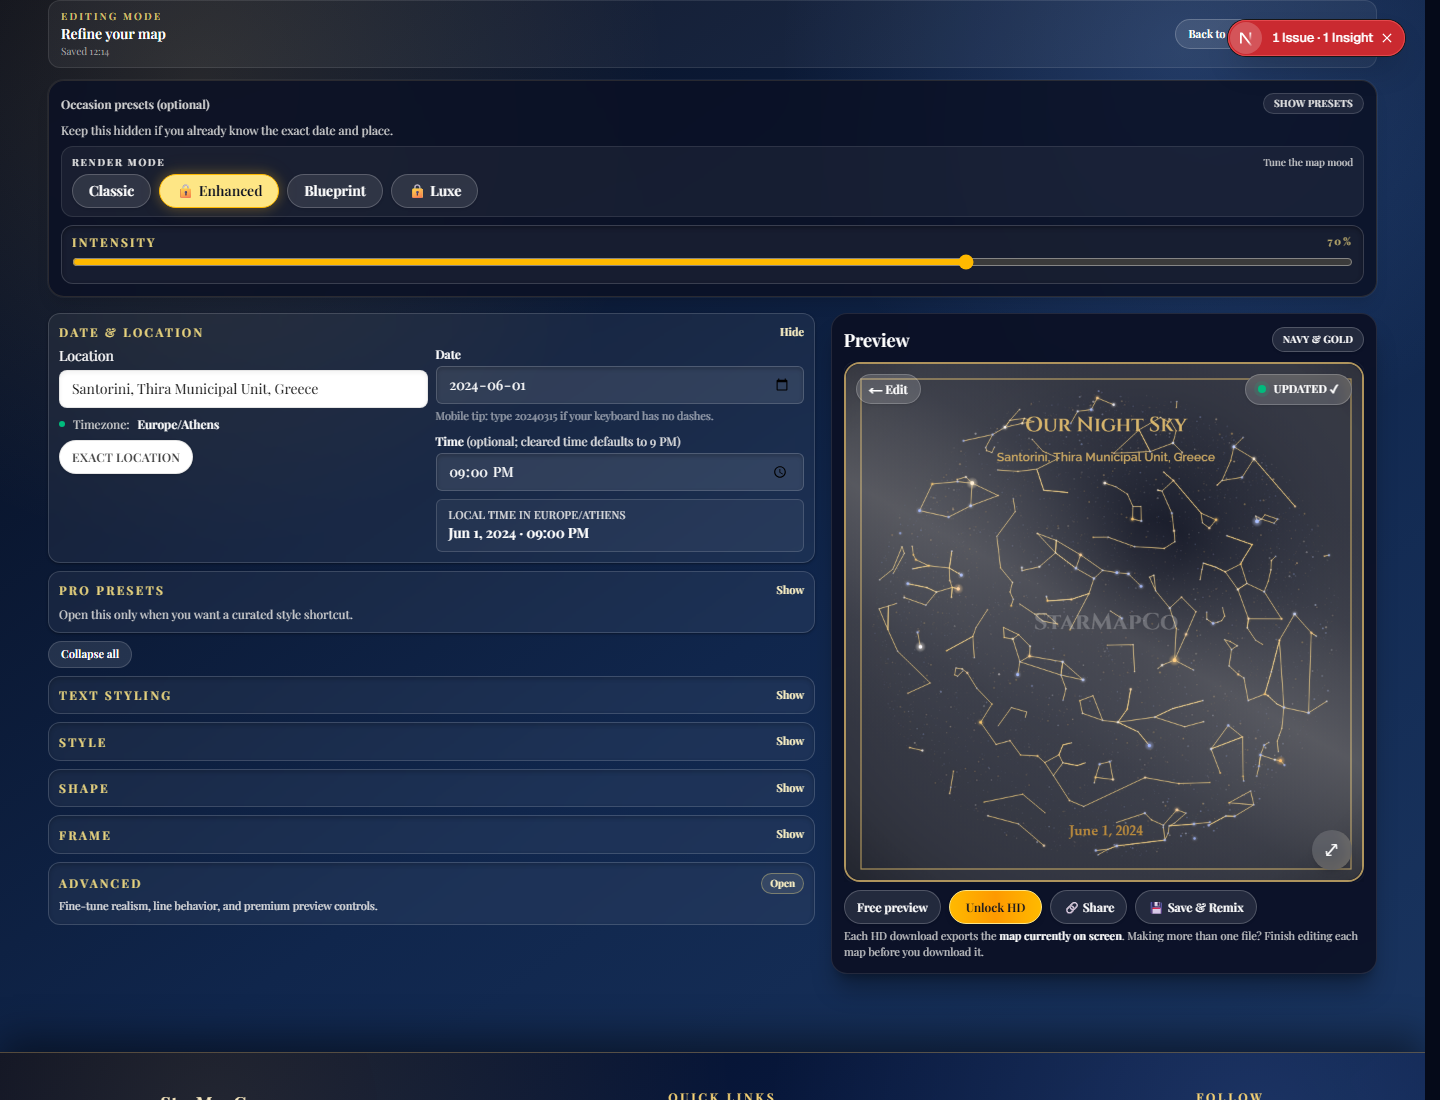 EDITING MODE
Refine your map
Saved 12:14
Back to
1 Issue · 1 Insight
Occasion presets (optional)
SHOW PRESETS
Keep this hidden if you already know the exact date and place.
RENDER MODE
Tune the map mood
Classic
Enhanced
Blueprint
Luxe
INTENSITY
70%
DATE & LOCATION
Hide
Location
Santorini, Thira Municipal Unit, Greece
Timezone: Europe/Athens
EXACT LOCATION
Date
2024-06-01
Mobile tip: type 20240315 if your keyboard has no dashes.
Time (optional; cleared time defaults to 9 PM)
09:00 PM
LOCAL TIME IN EUROPE/ATHENS
Jun 1, 2024 · 09:00 PM
PRO PRESETS
Show
Open this only when you want a curated style shortcut.
Collapse all
TEXT STYLING
Show
STYLE
Show
SHAPE
Show
FRAME
Show
ADVANCED
Open
Fine-tune realism, line behavior, and premium preview controls.
Preview
NAVY & GOLD
← Edit
UPDATED ✓
OUR NIGHT SKY
Santorini, Thira Municipal Unit, Greece
STARMAPCO
June 1, 2024
Free preview
Unlock HD
Share
Save & Remix
Each HD download exports the map currently on screen. Making more than one file? Finish editing each
map before you download it.
QUICK LINKS
FOLLOW